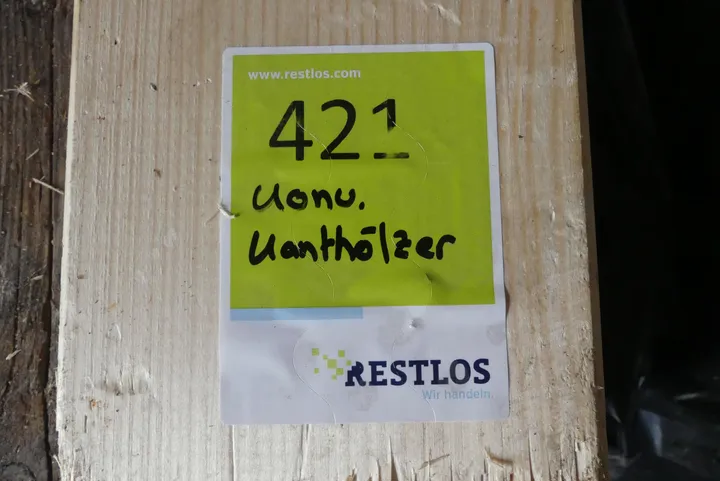 www.restlos.com
421
Konv.
Kanthölzer
RESTLOS
Wir handeln.